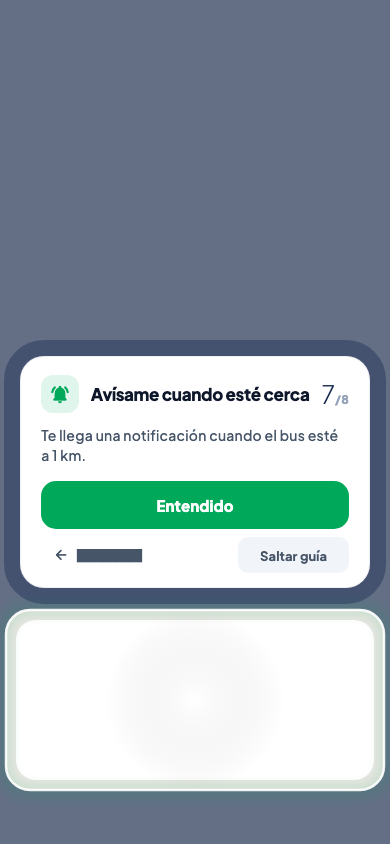 Avísame cuando esté cerca 7/8
Te llega una notificación cuando el bus esté
a 1 km.
Entendido
Saltar guía